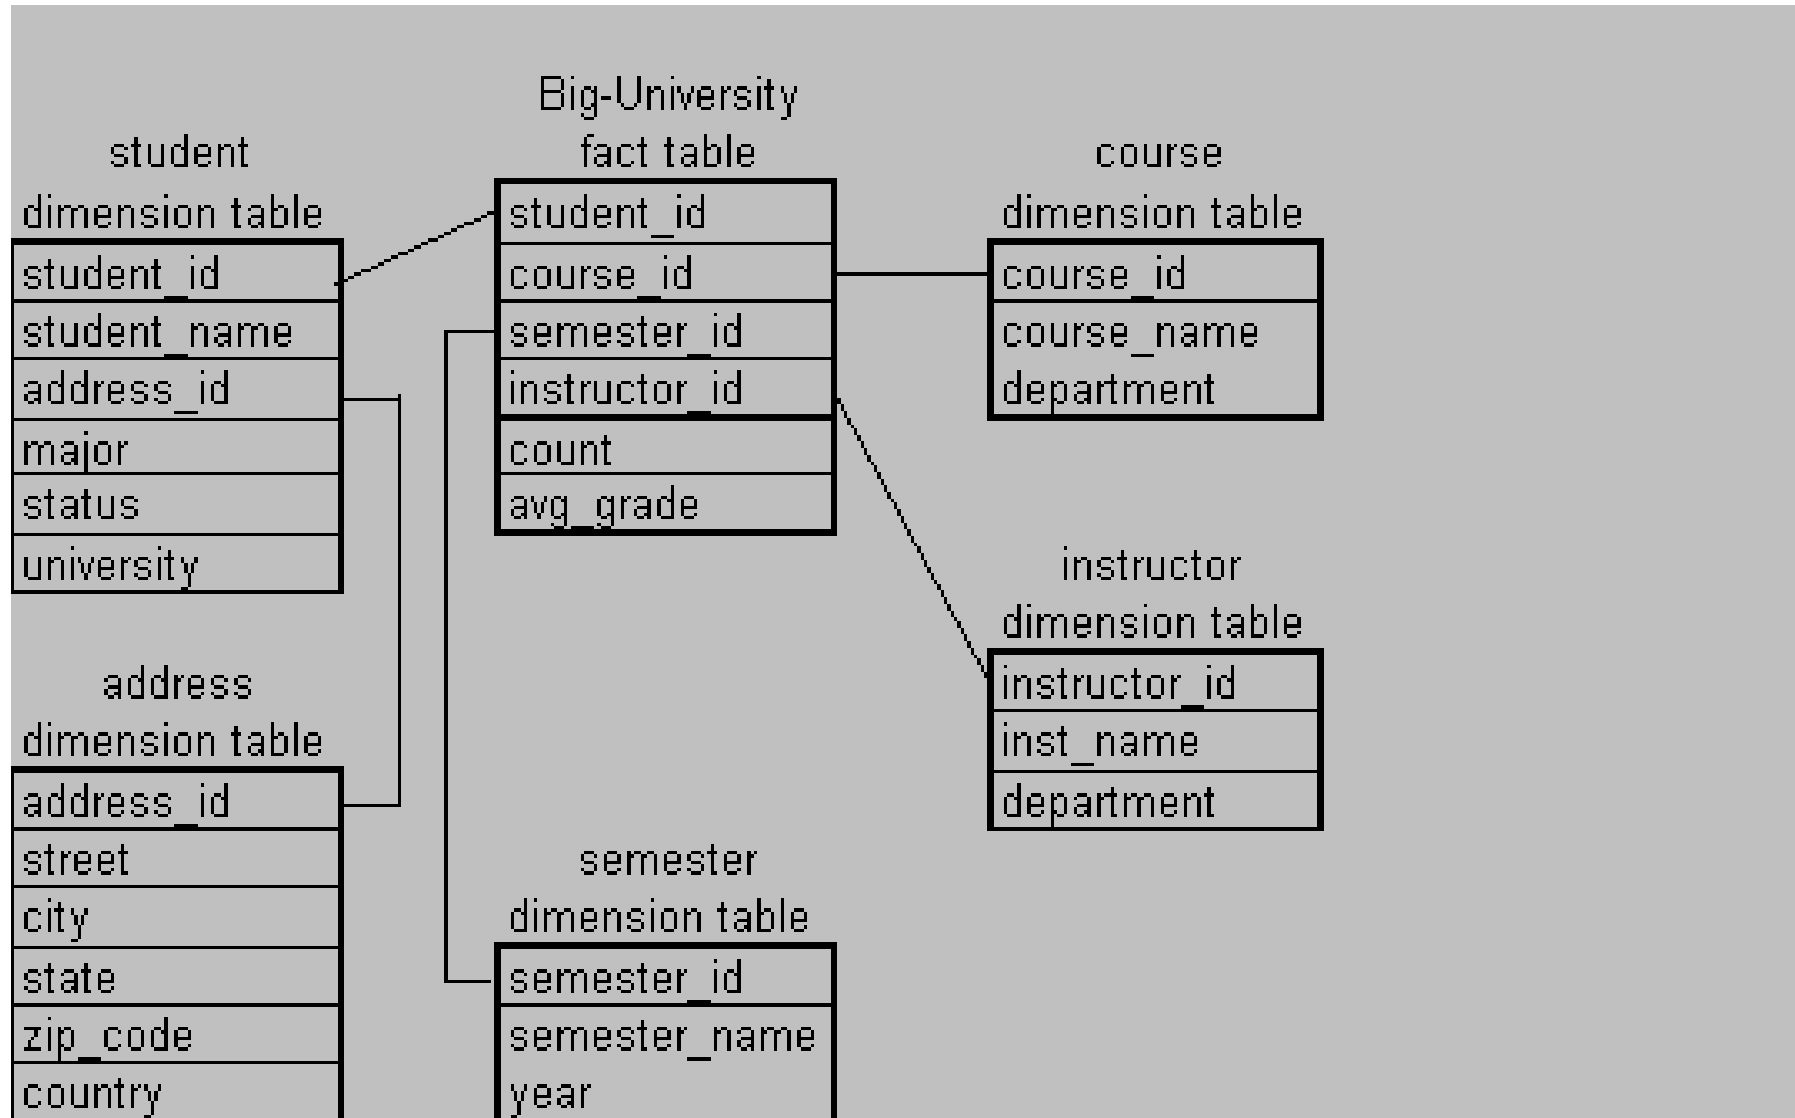 student
dimension table
student_id
student_name
address_id
major
status
university
address
dimension table
address_id
street
city
state
zip_code
country
Big-University
fact table
student_id
course_id
semester_id
instructor_id
count
avg_grade
semester
dimension table
semester_id
semester_name
year
course
dimension table
course_id
course_name
department
instructor
dimension table
instructor_id
inst_name
department